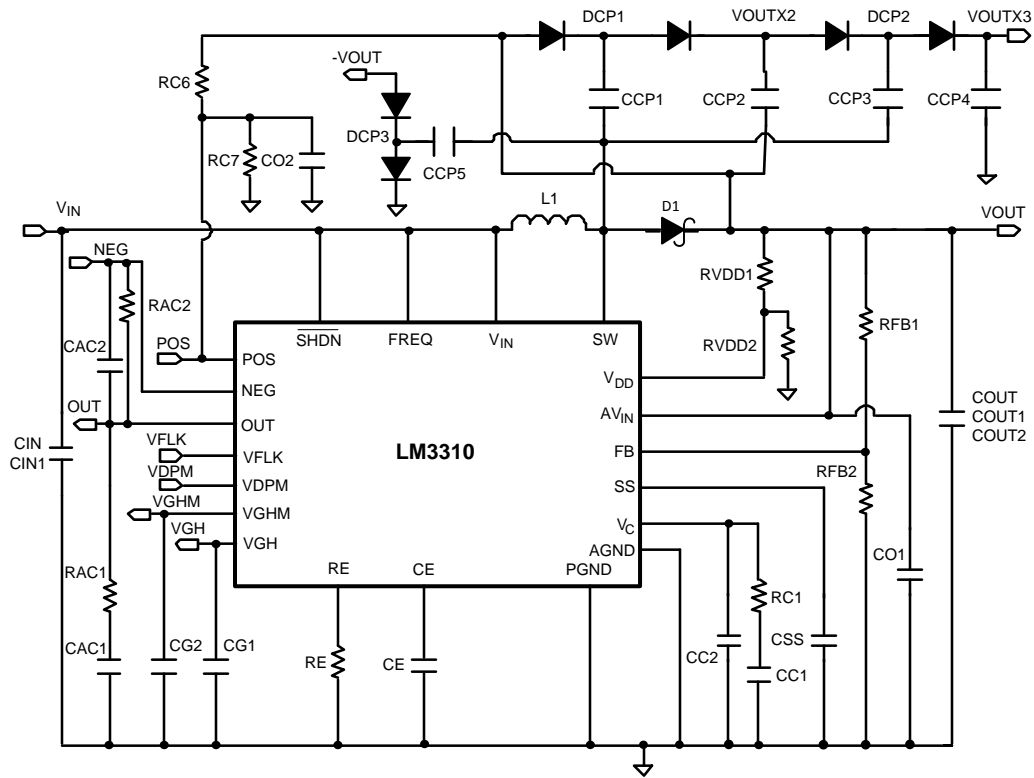 DCP1
VOUTX2
DCP2
VOUTX3
-VOUT
RC6
CCP1
CCP2
CCP3
CCP4
DCP3
RC7
CO2
CCP5
L1
D1
VIN
VOUT
NEG
RVDD1
RAC2
RFB1
SHDN
FREQ
VIN
SW
RVDD2
CAC2
POS
POS
VDD
NEG
AVIN
COUT
COUT1
COUT2
OUT
OUT
CIN
CIN1
VFLK
VFLK
LM3310
FB
RFB2
VDPM
VDPM
SS
VGHM
VGHM
VC
VGH
VGH
AGND
RE
CE
PGND
CO1
RAC1
RC1
CAC1
CG2
CG1
RE
CE
CC2
CC1
CSS